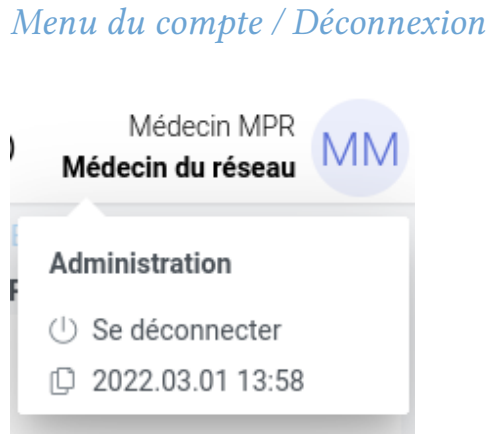 Menu du compte / Déconnexion
Médecin MPR
Médecin du réseau
MM
Administration
Se déconnecter
2022.03.01 13:58